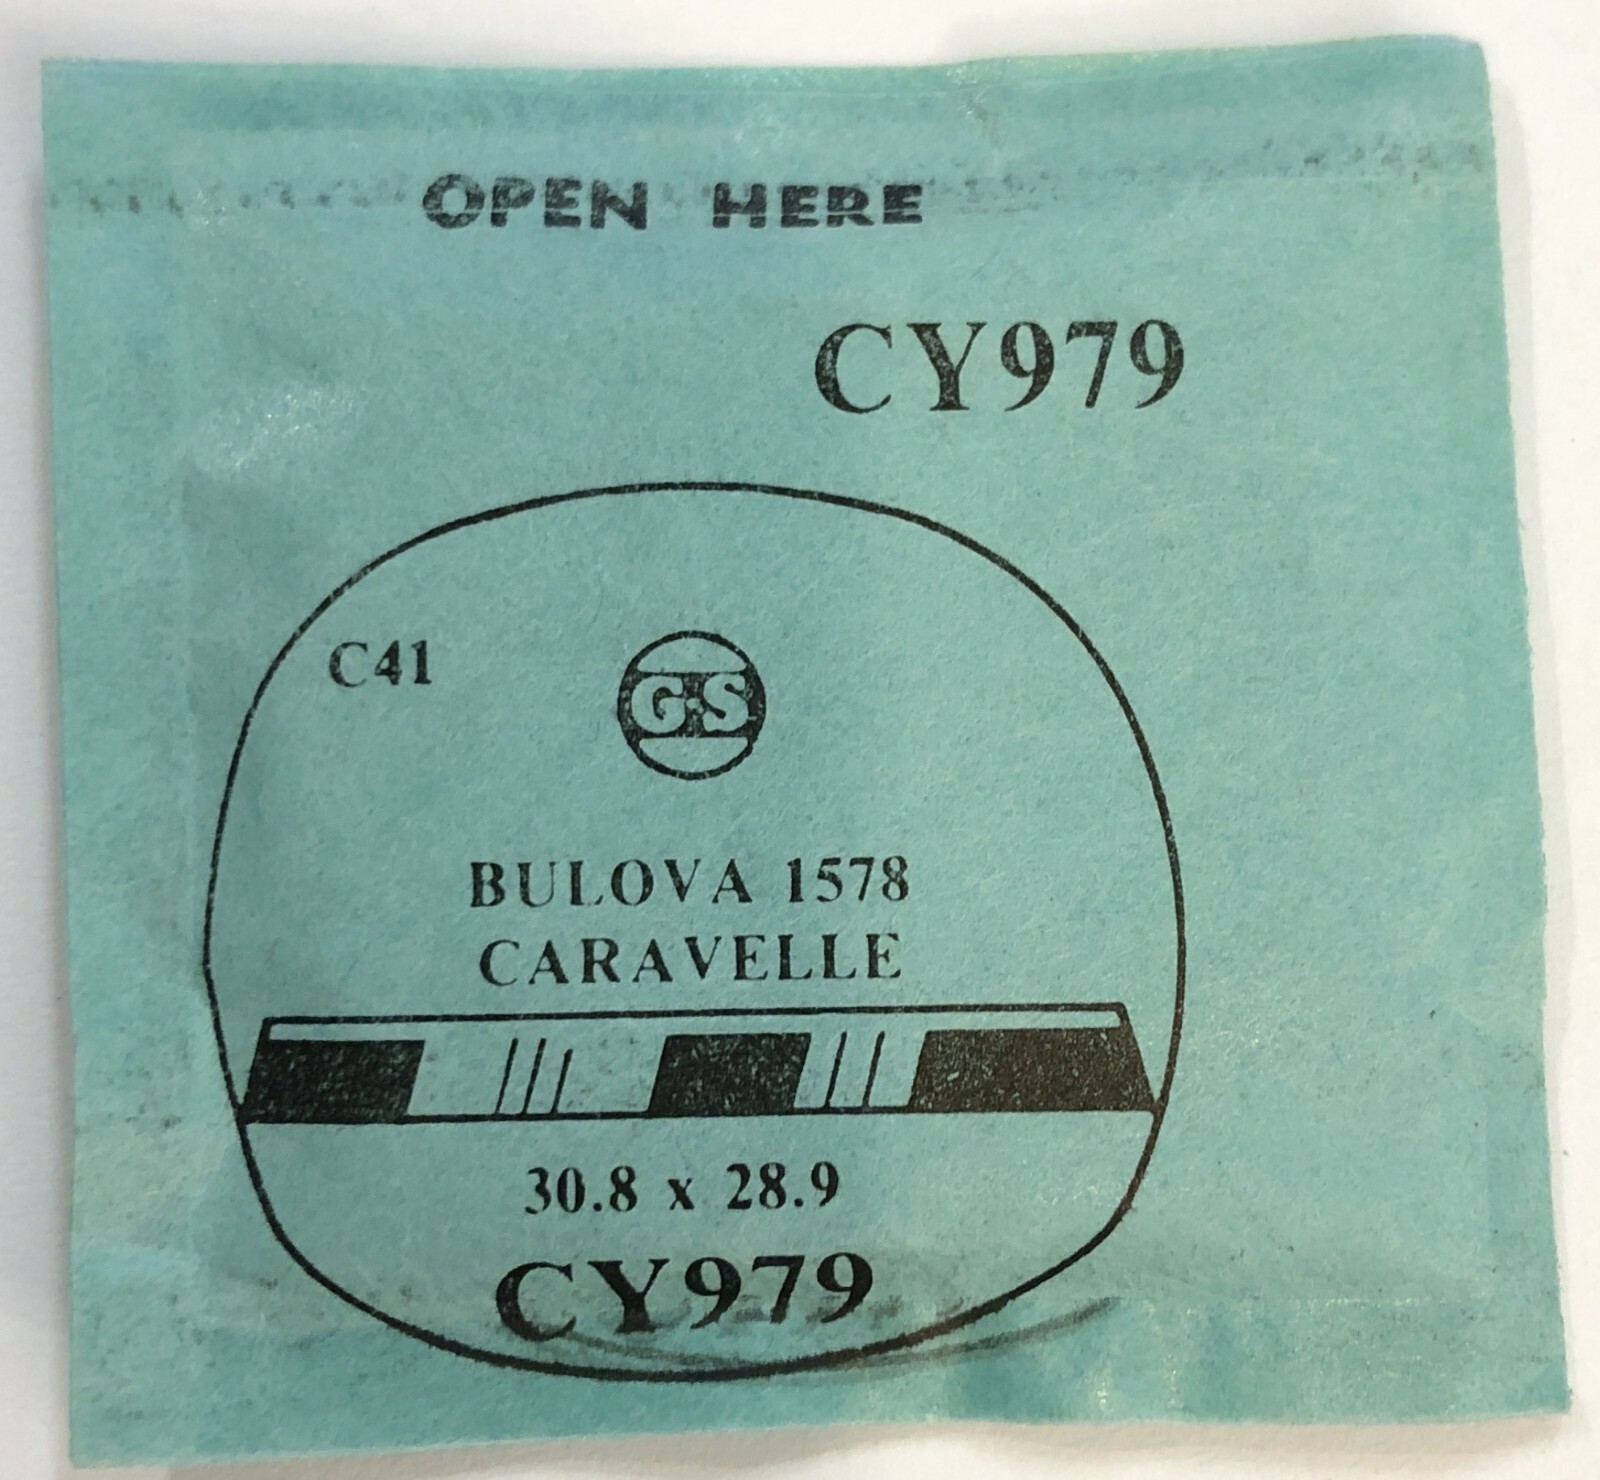 OPEN HERE
CY979
C41
G·S
BULOVA 1578
CARAVELLE
30.8 x 28.9
CY979